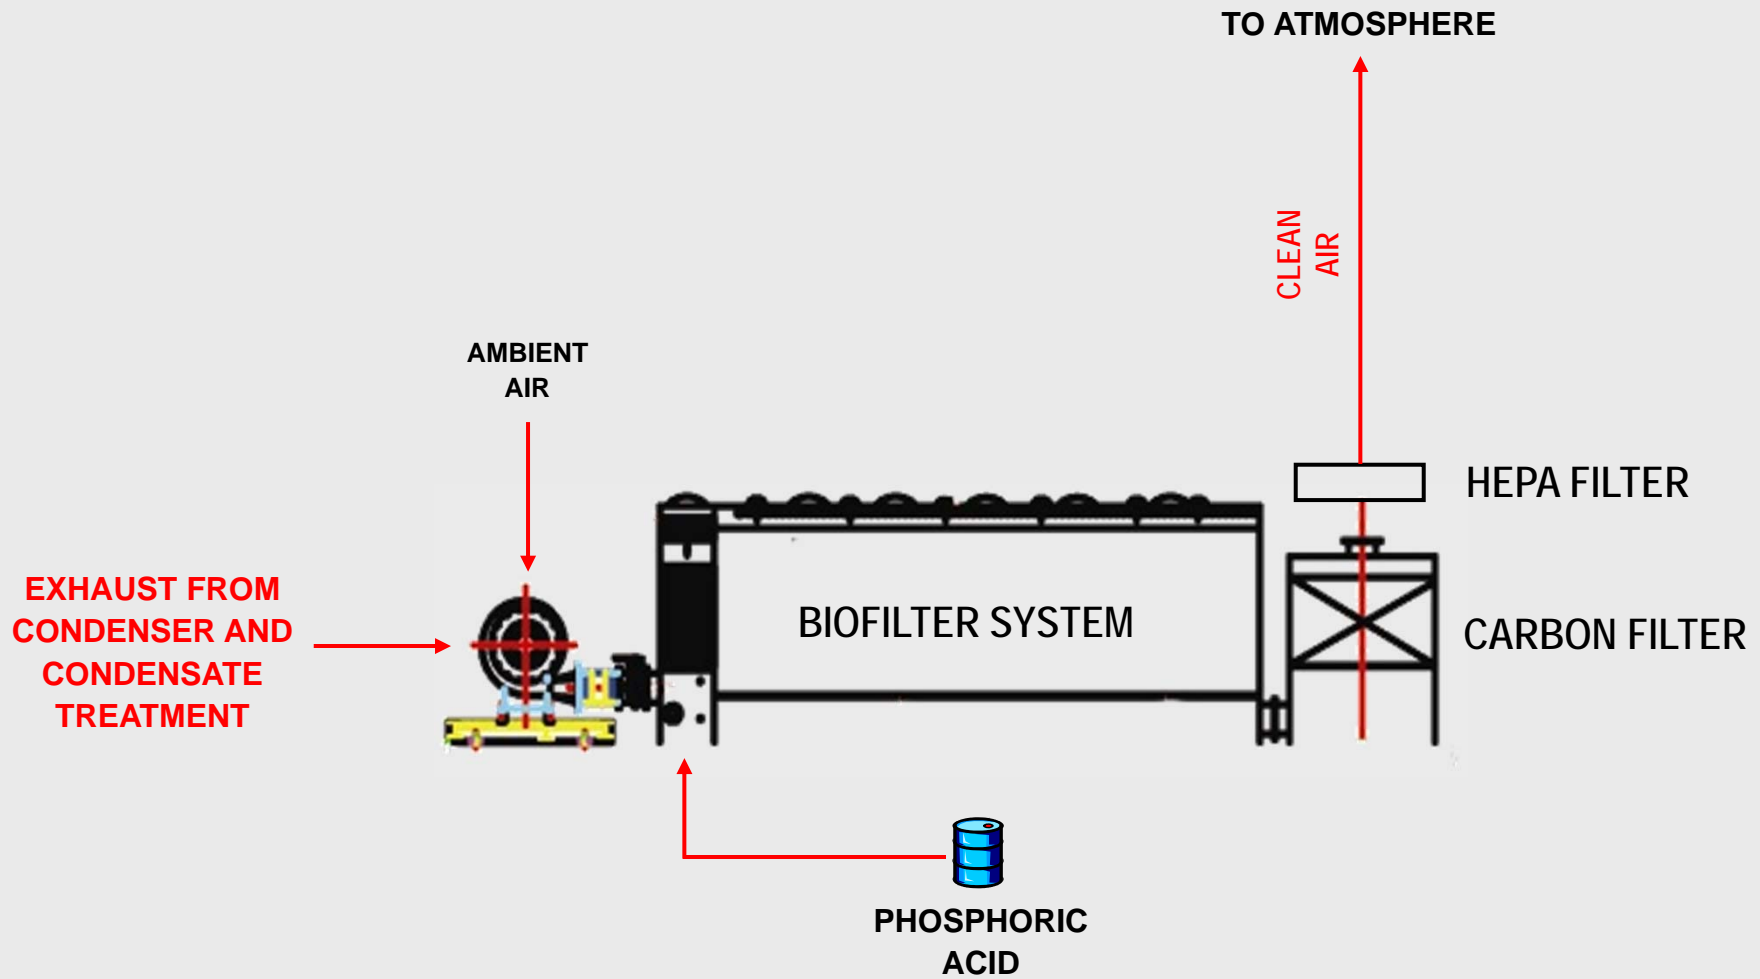 TO ATMOSPHERE
CLEAN
AIR
AMBIENT
AIR
HEPA FILTER
EXHAUST FROM
CONDENSER AND
CONDENSATE
TREATMENT
BIOFILTER SYSTEM
CARBON FILTER
PHOSPHORIC
ACID